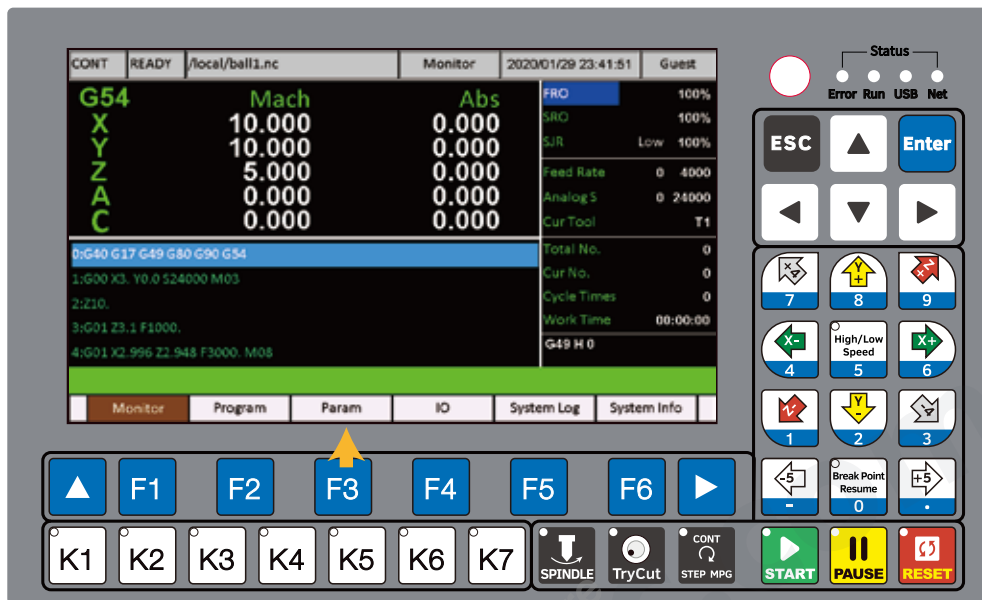 Status
Error Run USB Net
CONT READY /local/ball1.nc Monitor 2020/01/29 23:41:51 Guest
G54 Mach Abs
X 10.000 0.000
Y 10.000 0.000
Z 5.000 0.000
A 0.000 0.000
C 0.000 0.000
FRO 100%
SRO 100%
SJR Low 100%
Feed Rate 0 4000
Analog S 0 24000
Cur Tool T1
Total No. 0
Cur No. 0
Cycle Times 0
Work Time 00:00:00
G49 H 0
0:G40 G17 G49 G80 G90 G54
1:G00 X3. Y0.0 S24000 M03
2:Z10.
3:G01 Z3.1 F1000.
4:G01 X2.996 Z2.948 F3000. M08
Monitor Program Param IO System Log System Info
ESC Enter
X 4 Y + X Z
7 8 9
X- High/Low Speed X+
4 5 6
Z- Y - 4
1 2 3
-5 Break Point Resume +5
- 0 .
F1 F2 F3 F4 F5 F6
K1 K2 K3 K4 K5 K6 K7
SPINDLE TryCut CONT STEP MPG START PAUSE RESET